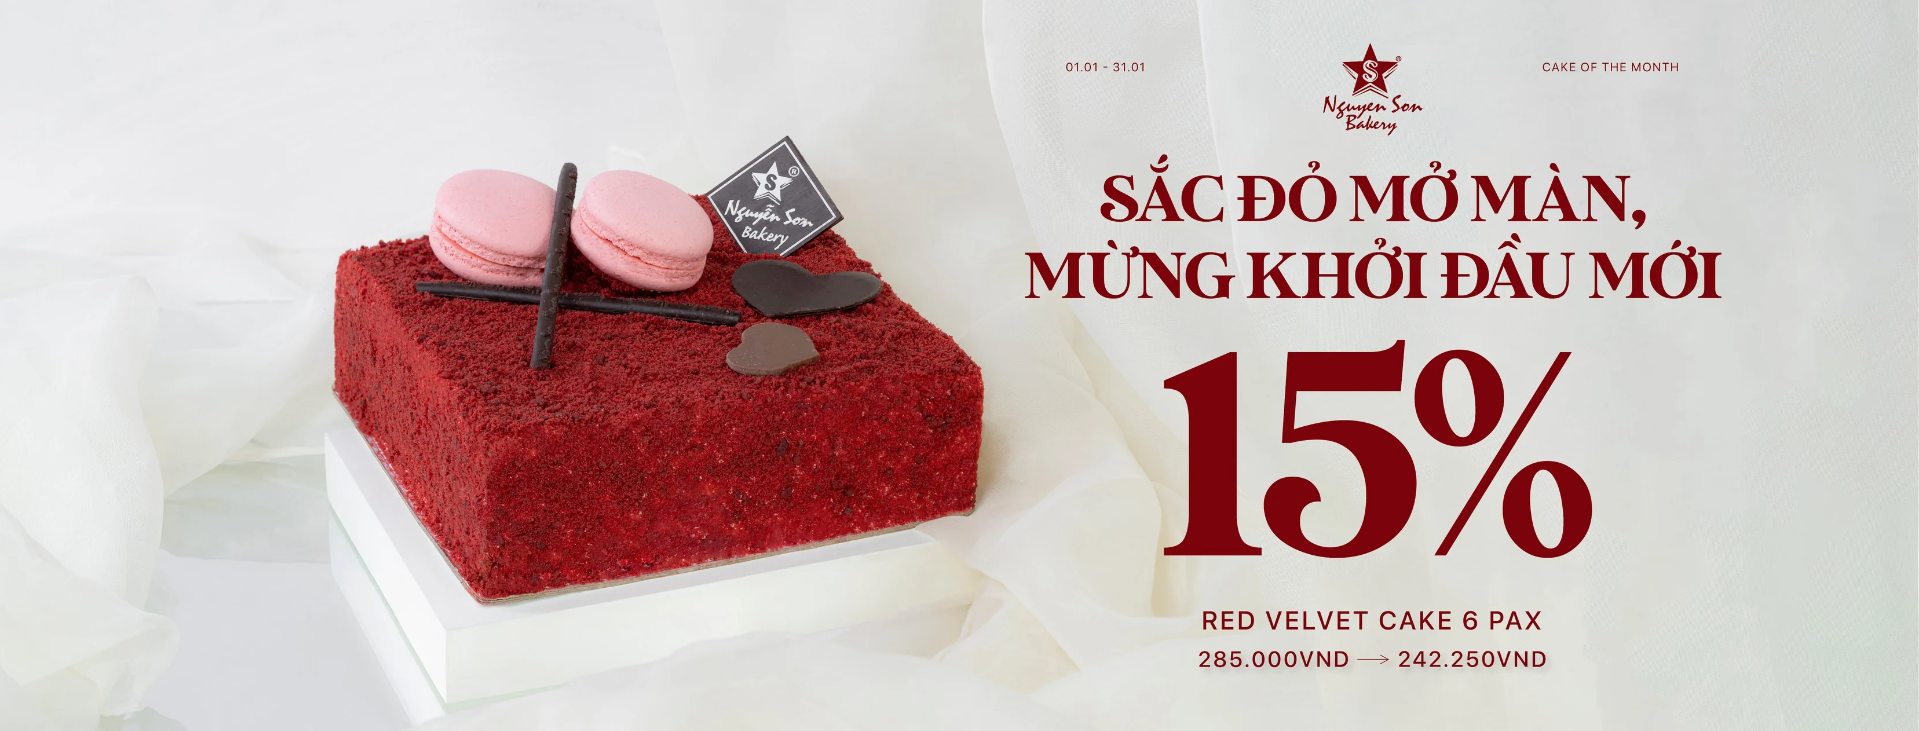 01.01 - 31.01
S
®
Nguyen Son
Bakery
CAKE OF THE MONTH
SẮC ĐỎ MỞ MÀN,
MỪNG KHỞI ĐẦU MỚI
15%
RED VELVET CAKE 6 PAX
285.000VND → 242.250VND
S
®
Nguyễn Sơn
Bakery